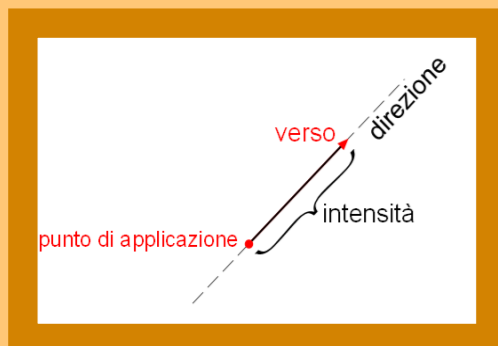 direzione
verso
intensità
punto di applicazione